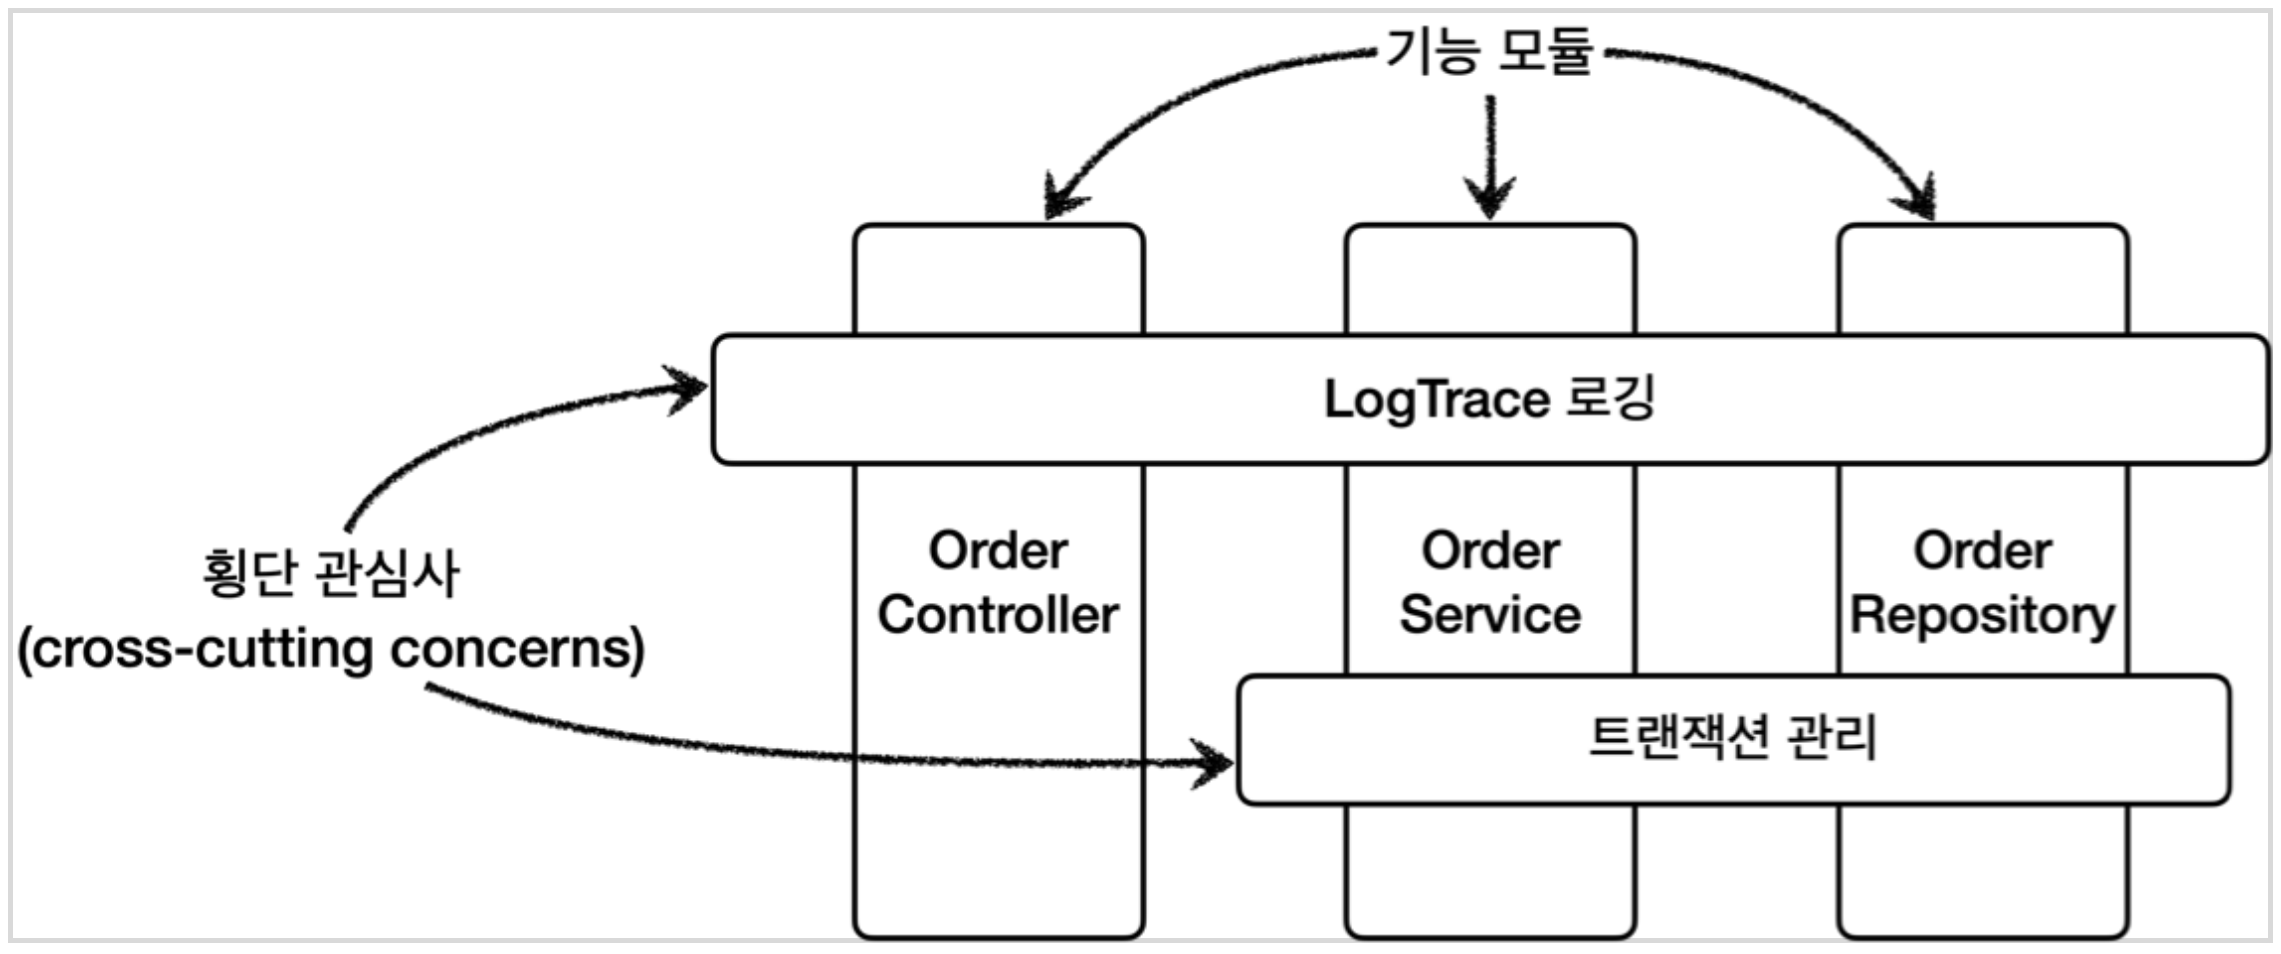 기능 모듈
LogTrace 로깅
횡단 관심사
(cross-cutting concerns)
Order
Controller
Order
Service
Order
Repository
트랜잭션 관리